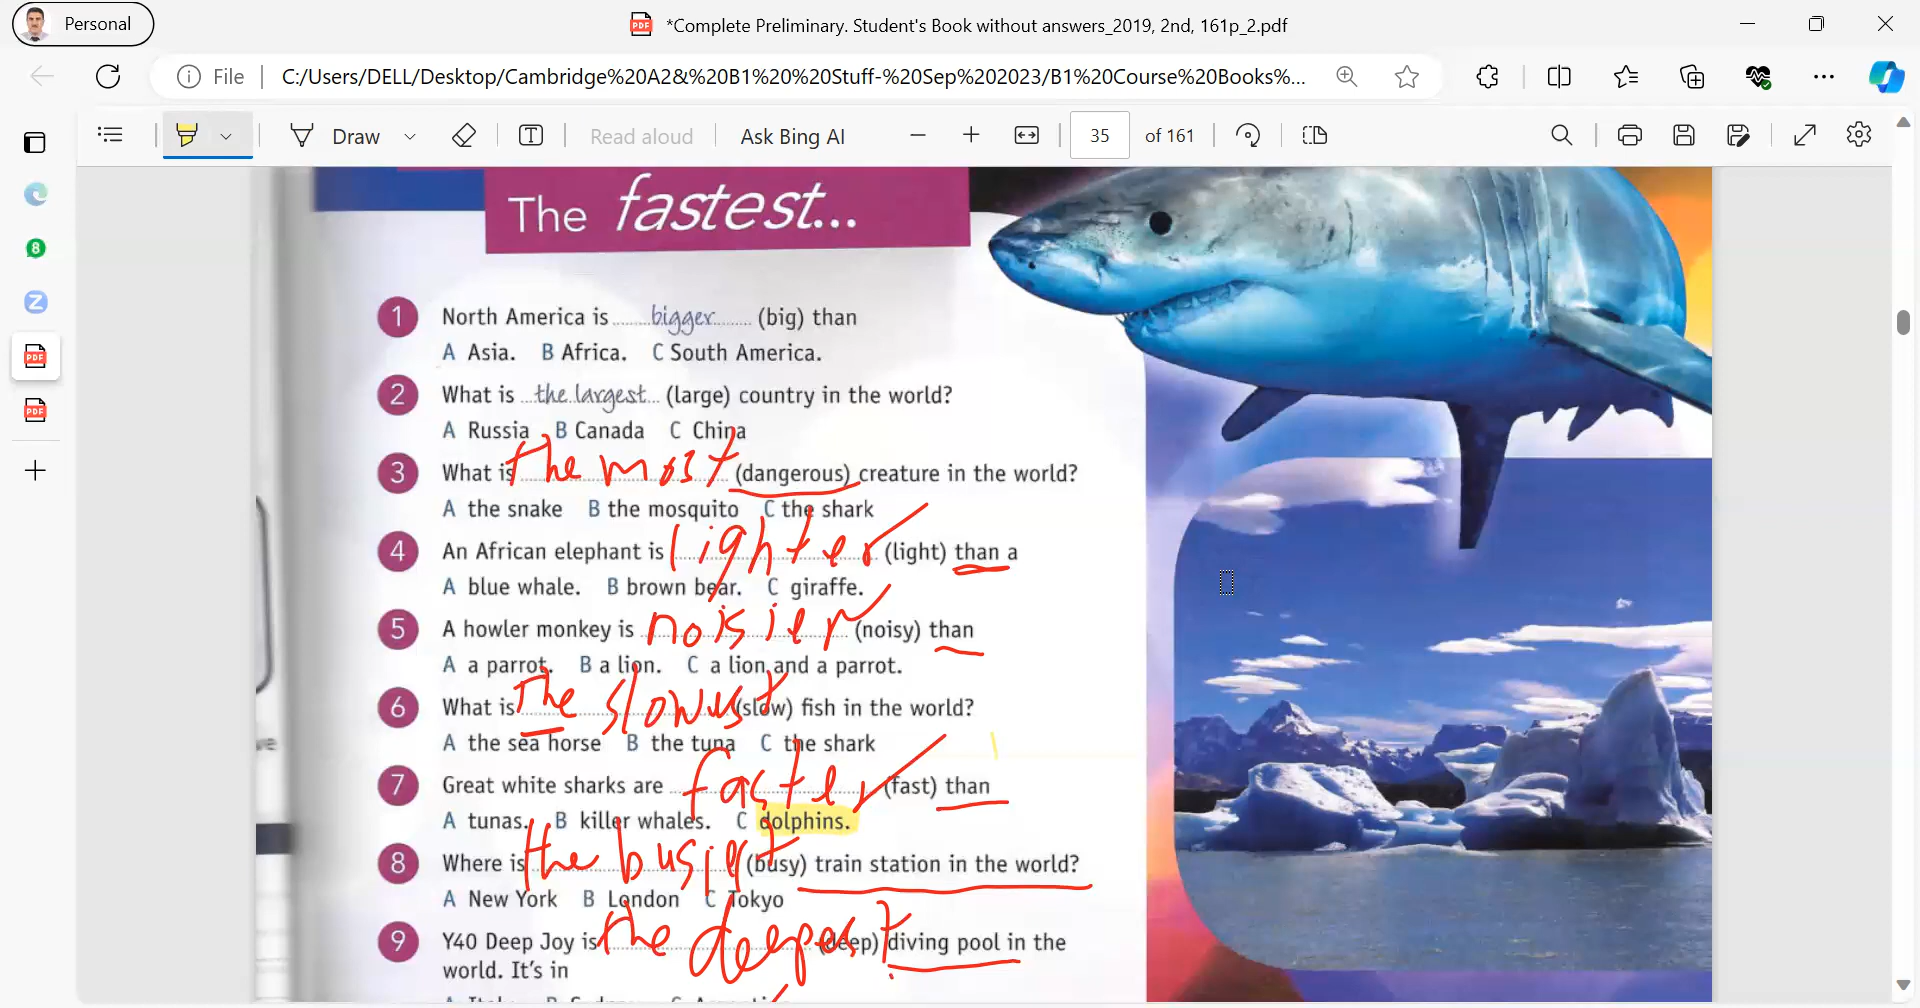 Personal
*Complete Preliminary. Student's Book without answers_2019, 2nd, 161p_2.pdf
File C:/Users/DELL/Desktop/Cambridge%20A2&%20B1%20%20Stuff-%20Sep%202023/B1%20Course%20Books%...
Draw Read aloud Ask Bing AI 35 of 161
The fastest...
1 North America is bigger (big) than
A Asia. B Africa. C South America.
2 What is the largest (large) country in the world?
A Russia B Canada C China
3 What is the most (dangerous) creature in the world?
A the snake B the mosquito C the shark
4 An African elephant is lighter (light) than a
A blue whale. B brown bear. C giraffe.
5 A howler monkey is noisier (noisy) than
A a parrot. B a lion. C a lion and a parrot.
6 What is the slowest (slow) fish in the world?
A the sea horse B the tuna C the shark
7 Great white sharks are faster (fast) than
A tunas. B killer whales. C dolphins.
8 Where is the busiest (busy) train station in the world?
A New York B London C Tokyo
9 Y40 Deep Joy is the deepest (deep) diving pool in the
world. It's in